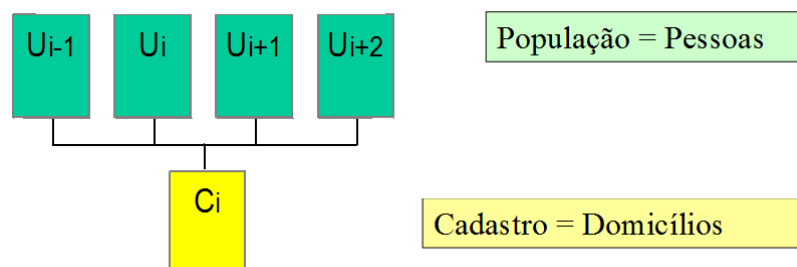 Ui-1 Ui Ui+1 Ui+2
População = Pessoas
Ci
Cadastro = Domicílios